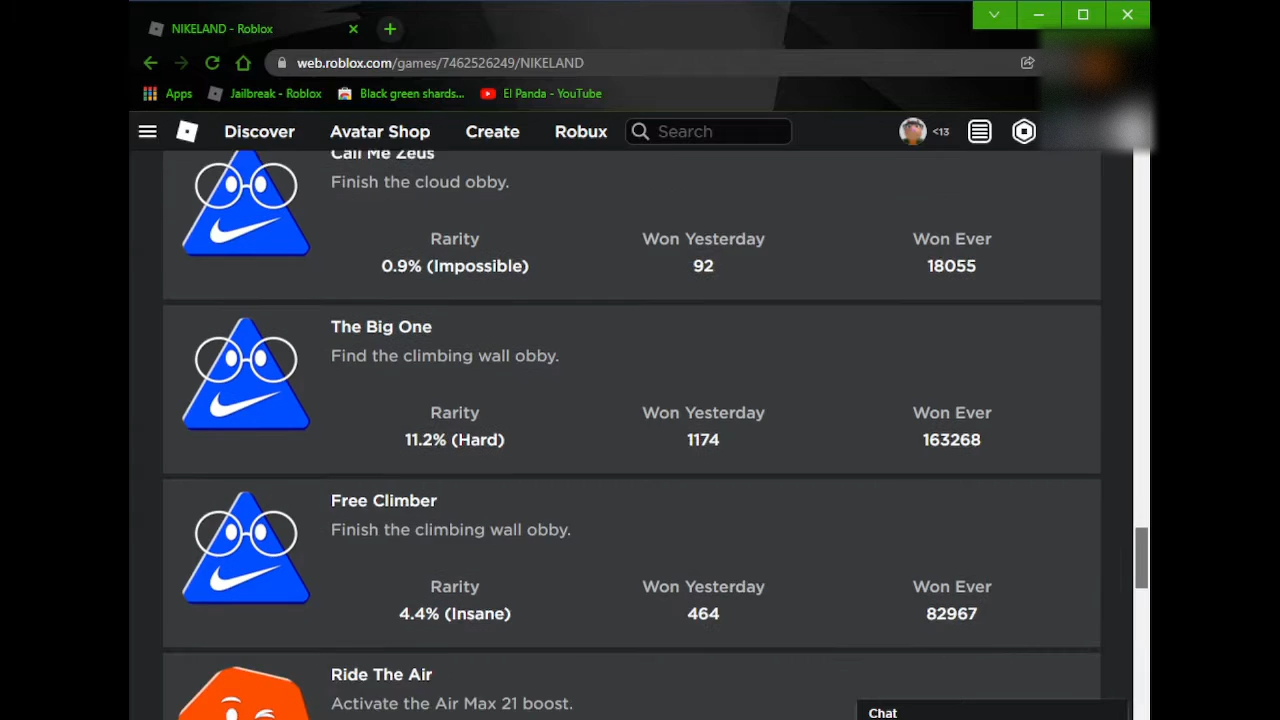 NIKELAND - Roblox
web.roblox.com/games/7462526249/NIKELAND
Apps Jailbreak - Roblox Black green shards... El Panda - YouTube
Discover Avatar Shop Create Robux Search <13
Call Me Zeus
Finish the cloud obby.
Rarity Won Yesterday Won Ever
0.9% (Impossible) 92 18055
The Big One
Find the climbing wall obby.
Rarity Won Yesterday Won Ever
11.2% (Hard) 1174 163268
Free Climber
Finish the climbing wall obby.
Rarity Won Yesterday Won Ever
4.4% (Insane) 464 82967
Ride The Air
Activate the Air Max 21 boost.
Chat